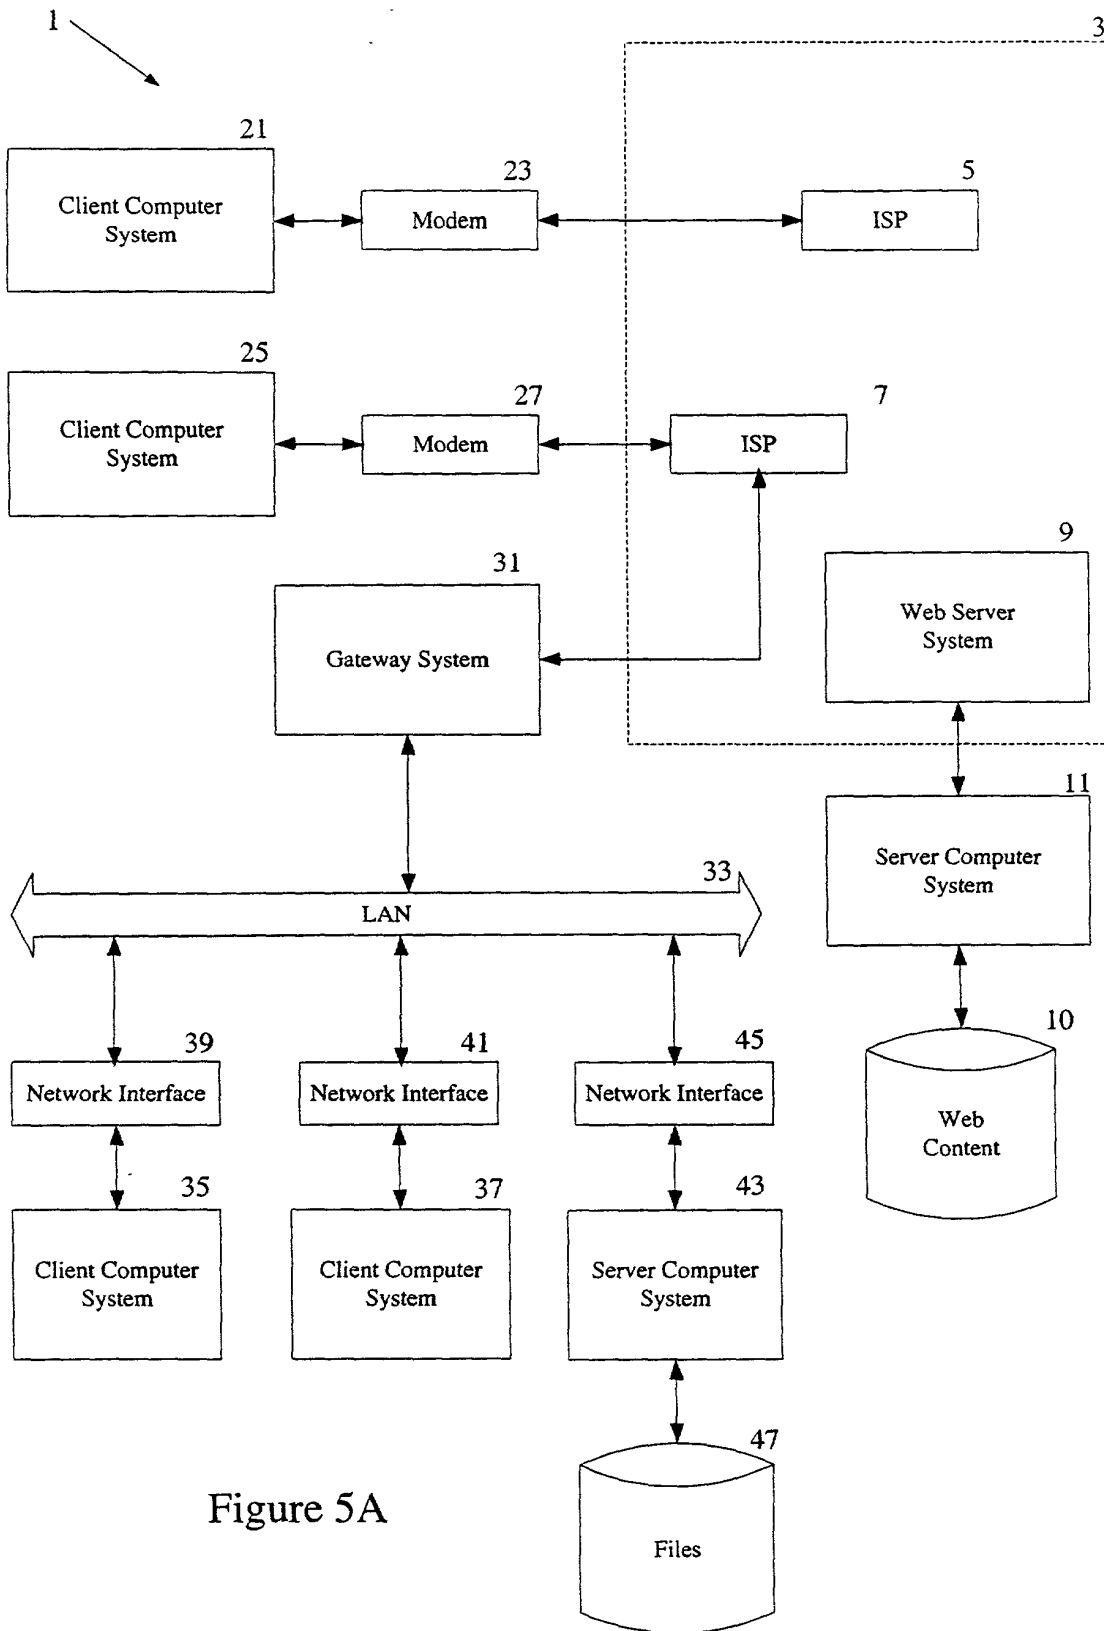 1
3
21
Client Computer
System
23
Modem
5
ISP
25
Client Computer
System
27
Modem
7
ISP
31
Gateway System
9
Web Server
System
11
Server Computer
System
33
LAN
10
Web
Content
39
Network Interface
41
Network Interface
45
Network Interface
35
Client Computer
System
37
Client Computer
System
43
Server Computer
System
47
Files
Figure 5A